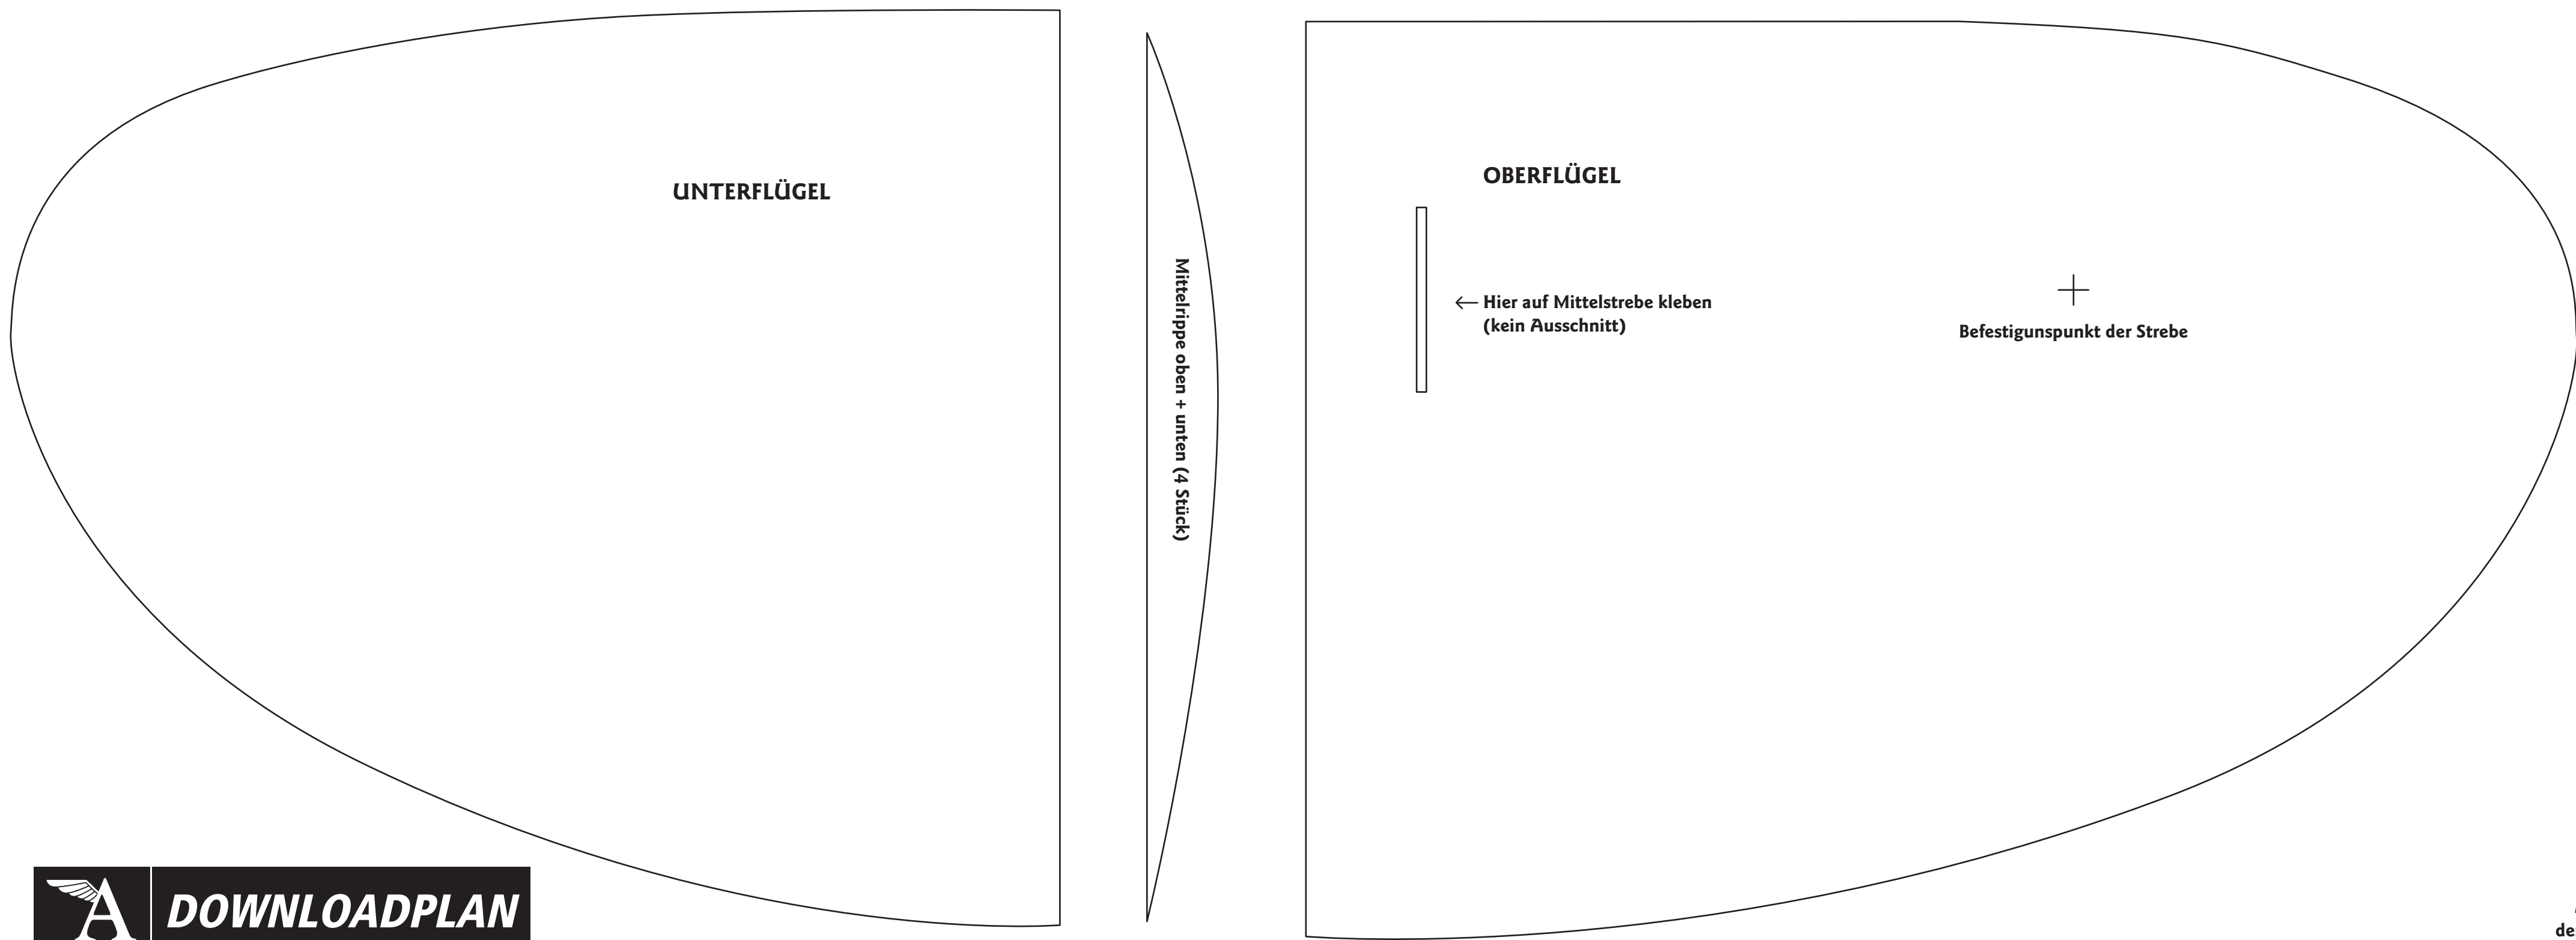 UNTERFLÜGEL
Mittelrippe oben + unten (4 Stück)
OBERFLÜGEL
← Hier auf Mittelstrebe kleben
(kein Ausschnitt)
Befestigunspunkt der Strebe
A DOWNLOADPLAN